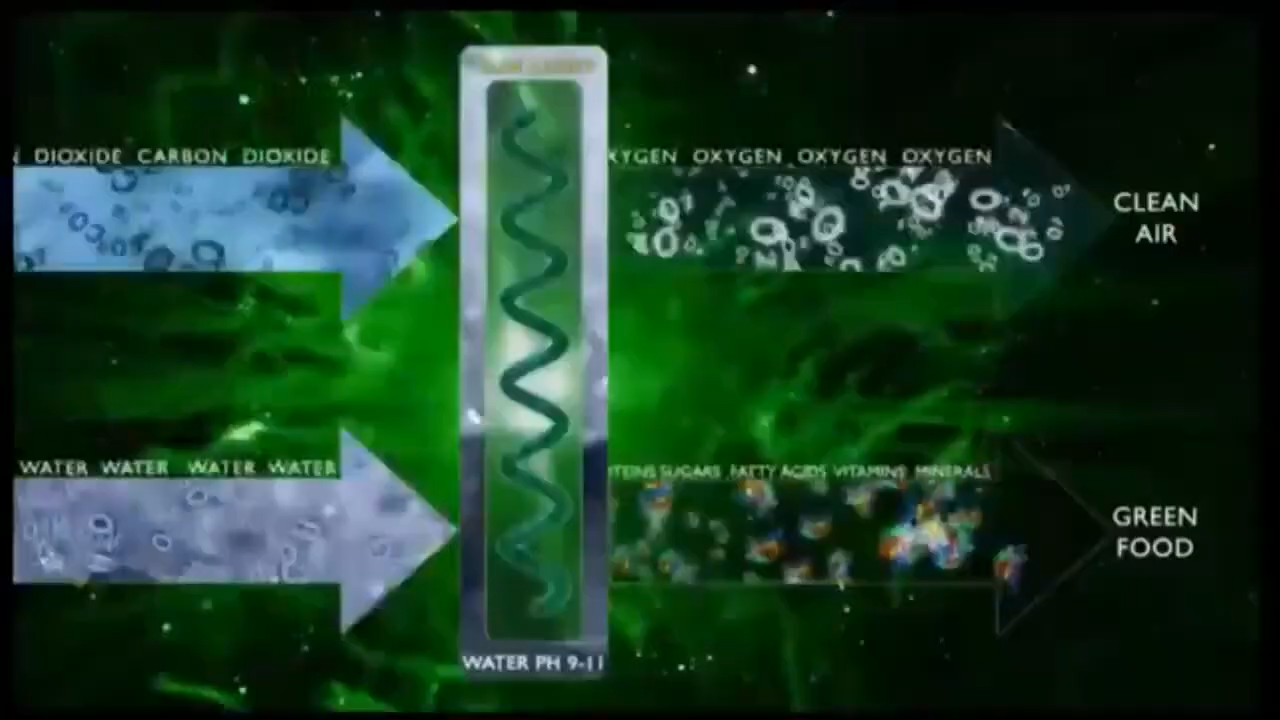 DIOXIDE CARBON DIOXIDE
OXYGEN OXYGEN OXYGEN
CLEAN
AIR
WATER WATER WATER WATER
SUGARS FATTY ACIDS VITAMINS MINERALS
GREEN
FOOD
WATER PH 9-11